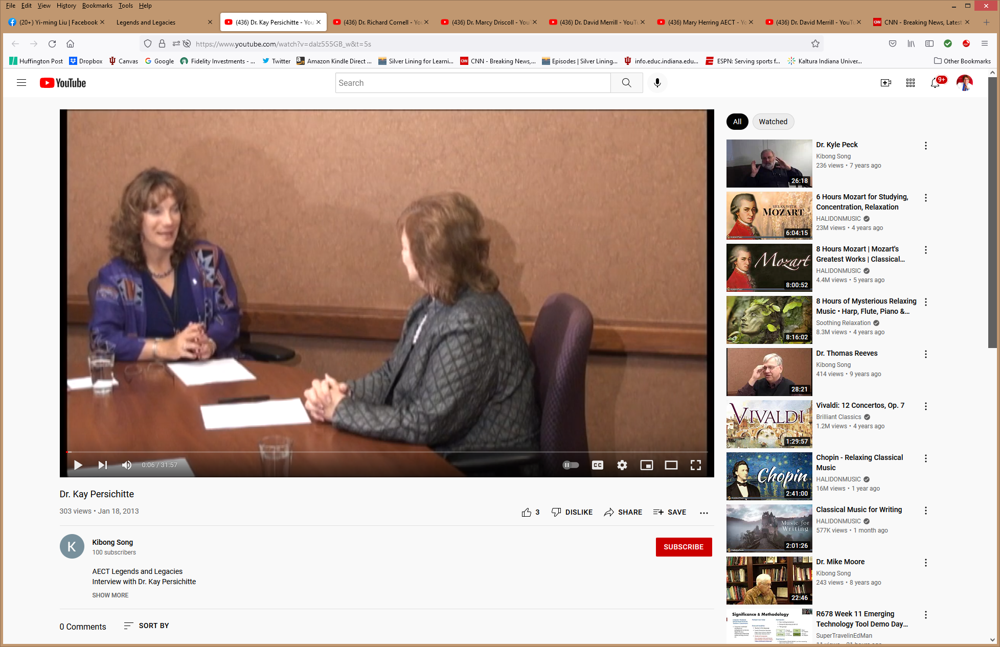 File Edit View History Bookmarks Tools Help
(20+) Yi-ming Liu | Facebook
Legends and Legacies
(436) Dr. Kay Persichitte - You
(436) Dr. Richard Cornell - Yo
(436) Dr. Marcy Driscoll - You
(436) Dr. David Merrill - YouTu
(436) Mary Herring AECT - Yo
(436) Dr. David Merrill - YouTu
CNN - Breaking News, Latest
https://www.youtube.com/watch?v=dalz555GB_w&t=5s
Huffington Post Dropbox Canvas Google Fidelity Investments - ... Twitter Amazon Kindle Direct ... Silver Lining for Learni... CNN - Breaking News,... Episodes | Silver Lining... info.educ.indiana.edu... ESPN: Serving sports f... Kaltura Indiana Univer... Other Bookmarks
YouTube
Search
9+
0:06 / 31:57
CC
Dr. Kay Persichitte
303 views • Jan 18, 2013
3 DISLIKE SHARE SAVE
K
Kibong Song
100 subscribers
SUBSCRIBE
AECT Legends and Legacies
Interview with Dr. Kay Persichitte
SHOW MORE
0 Comments SORT BY
All Watched
26:18
Dr. Kyle Peck
Kibong Song
236 views • 7 years ago
RELAX WITH
MOZART
6:04:15
6 Hours Mozart for Studying,
Concentration, Relaxation
HALIDONMUSIC
23M views • 4 years ago
Mozart
8:00:52
8 Hours Mozart | Mozart's
Greatest Works | Classical...
HALIDONMUSIC
4.4M views • 5 years ago
8:16:02
8 Hours of Mysterious Relaxing
Music • Harp, Flute, Piano &...
Soothing Relaxation
8.3M views • 4 years ago
28:21
Dr. Thomas Reeves
Kibong Song
414 views • 9 years ago
VIVALDI
1:29:57
Vivaldi: 12 Concertos, Op. 7
Brilliant Classics
1.2M views • 4 years ago
Chopin
2:41:00
Chopin - Relaxing Classical
Music
HALIDONMUSIC
16M views • 1 year ago
Music for
Writing
2:01:26
Classical Music for Writing
HALIDONMUSIC
577K views • 1 month ago
22:46
Dr. Mike Moore
Kibong Song
243 views • 8 years ago
Significance & Methodology
R678 Week 11 Emerging
Technology Tool Demo Day...
SuperTravelinEdMan